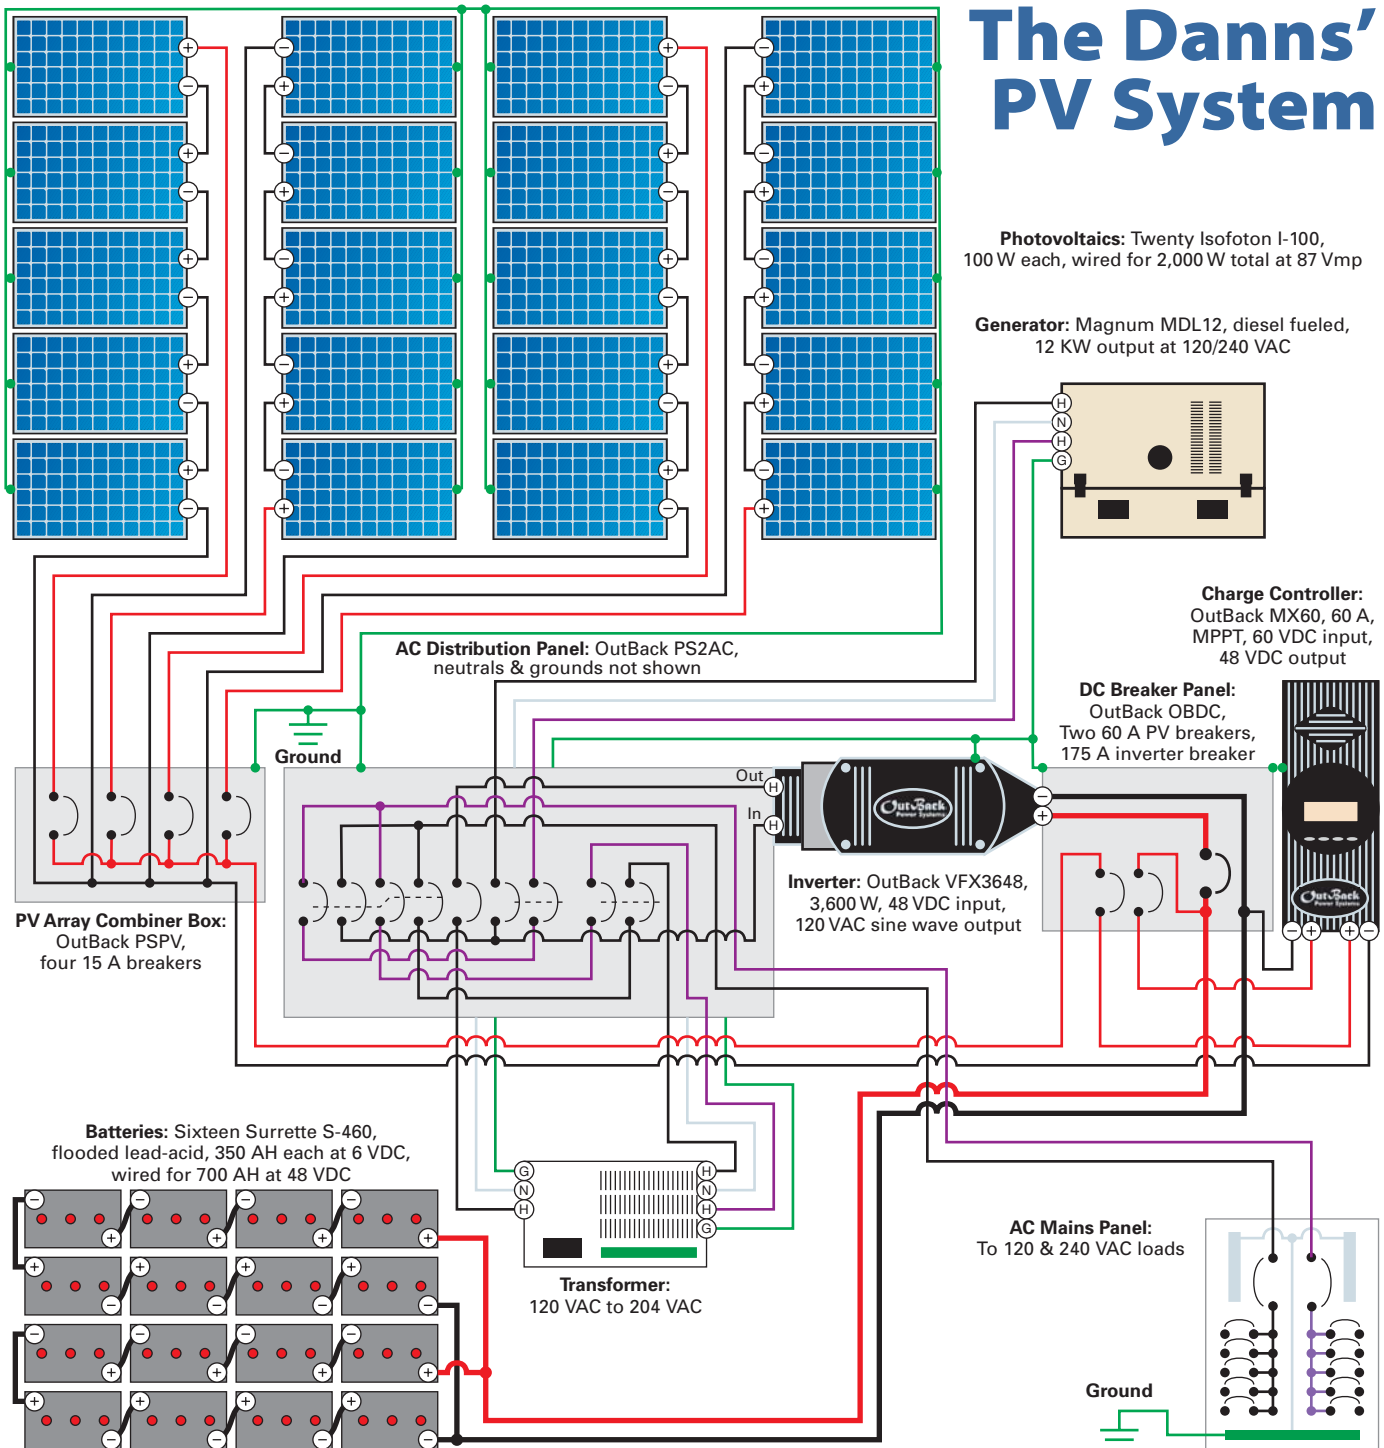 The Danns’
PV System
Photovoltaics: Twenty Isofoton I-100,
100 W each, wired for 2,000 W total at 87 Vmp
Generator: Magnum MDL12, diesel fueled,
12 KW output at 120/240 VAC
H
N
H
G
Charge Controller:
OutBack MX60, 60 A,
MPPT, 60 VDC input,
48 VDC output
AC Distribution Panel: OutBack PS2AC,
neutrals & grounds not shown
DC Breaker Panel:
OutBack OBDC,
Two 60 A PV breakers,
175 A inverter breaker
Ground
Out
H
In
H
OutBack
Power Systems
Inverter: OutBack VFX3648,
3,600 W, 48 VDC input,
120 VAC sine wave output
OutBack
Power Systems
PV Array Combiner Box:
OutBack PSPV,
four 15 A breakers
Batteries: Sixteen Surrette S-460,
flooded lead-acid, 350 AH each at 6 VDC,
wired for 700 AH at 48 VDC
G
N
H
H
N
H
G
Transformer:
120 VAC to 204 VAC
AC Mains Panel:
To 120 & 240 VAC loads
Ground